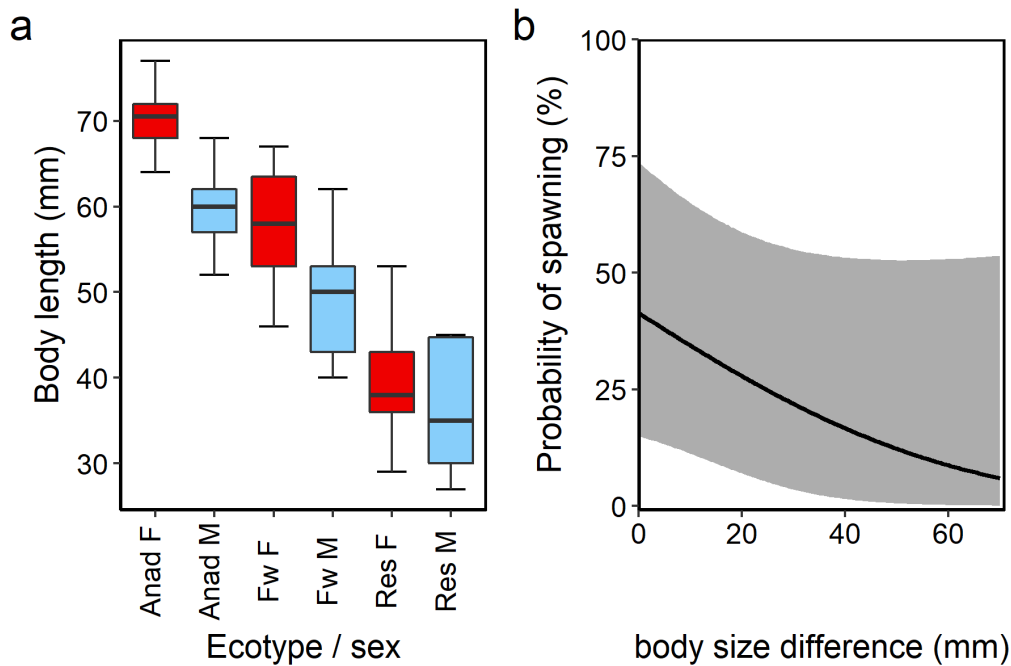 a
Body length (mm)
70
60
50
40
30
Anad F
Anad M
Fw F
Fw M
Res F
Res M
Ecotype / sex
b
Probability of spawning (%)
100
75
50
25
0
0
20
40
60
body size difference (mm)